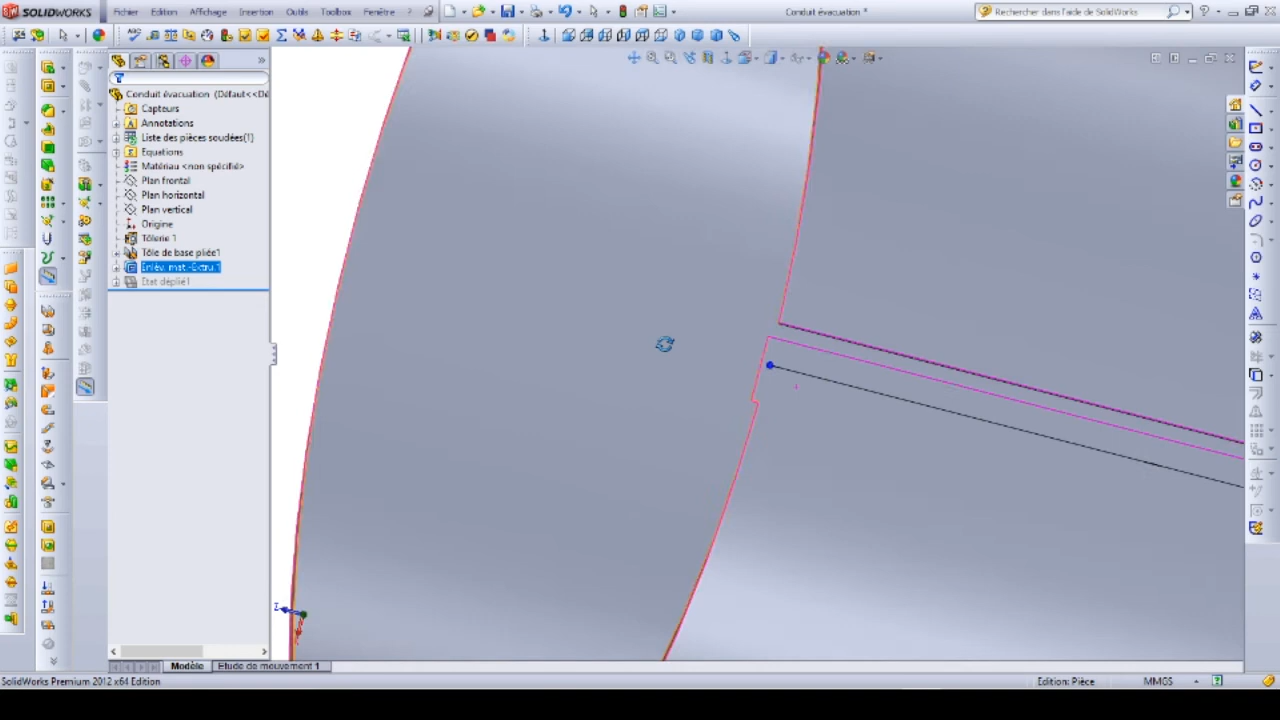 SOLIDWORKS
Fichier Edition Affichage Insertion Outils Toolbox Fenêtre ?
Conduit évacuation *
Rechercher dans l'aide de SolidWorks
Conduit évacuation (Défaut<<Dé
Capteurs
Annotations
Liste des pièces soudées(1)
Equations
Matériau <non spécifié>
Plan frontal
Plan horizontal
Plan vertical
Origine
Tôlerie 1
Tôle de base pliée1
Enlèv. mat.-Extru.1
Etat déplié1
Z
Modèle Etude de mouvement 1
SolidWorks Premium 2012 x64 Edition
Edition: Pièce
MMGS